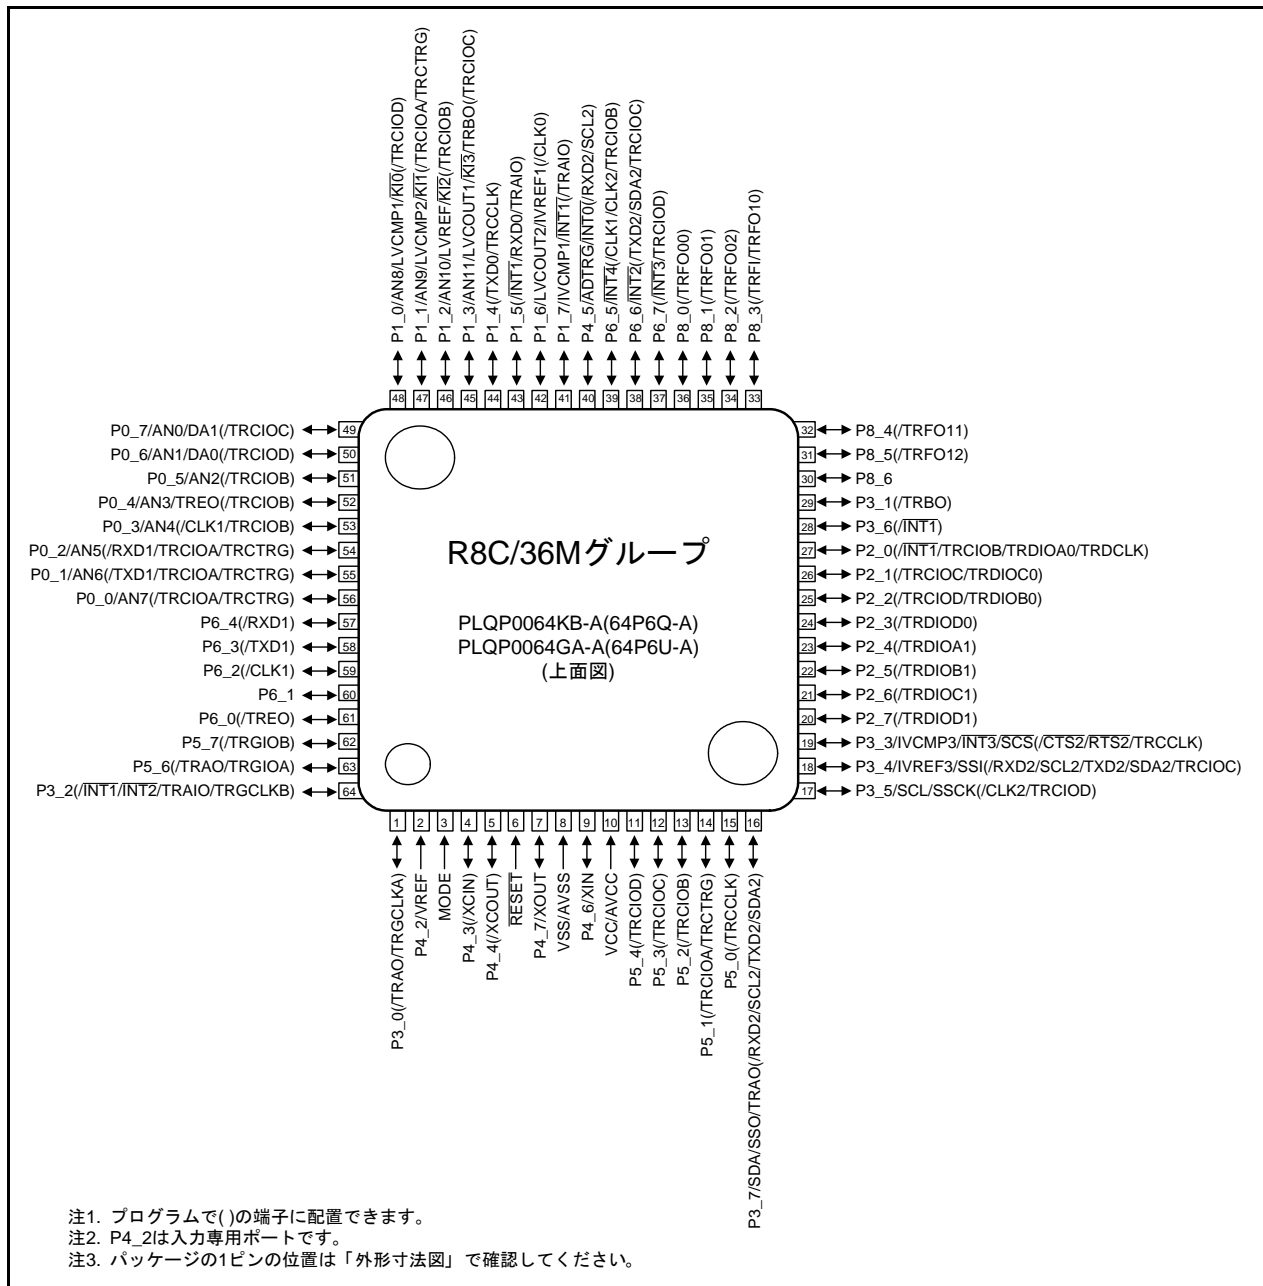 P1_0/AN8/LVCMP1/KI0(/TRCIOD)
P1_1/AN9/LVCMP2/KI1(/TRCIOA/TRCTRG)
P1_2/AN10/LVREF/KI2(/TRCIOB)
P1_3/AN11/LVCOUT1/KI3/TRBO(/TRCIOC)
P1_4(/TXD0/TRCCLK)
P1_5(/INT1/RXD0/TRAIO)
P1_6/LVCOUT2/IVREF1(/CLK0)
P1_7/IVCMP1/INT1(/TRAIO)
P4_5/ADTRG/INT0(/RXD2/SCL2)
P6_5/INT4(/CLK1/CLK2/TRCIOB)
P6_6/INT2(/TXD2/SDA2/TRCIOC)
P6_7(/INT3/TRCIOD)
P8_0(/TRFO00)
P8_1(/TRFO01)
P8_2(/TRFO02)
P8_3(/TRFI/TRFO10)
48 47 46 45 44 43 42 41 40 39 38 37 36 35 34 33
P0_7/AN0/DA1(/TRCIOC) 49
P0_6/AN1/DA0(/TRCIOD) 50
P0_5/AN2(/TRCIOB) 51
P0_4/AN3/TREO(/TRCIOB) 52
P0_3/AN4(/CLK1/TRCIOB) 53
P0_2/AN5(/RXD1/TRCIOA/TRCTRG) 54
P0_1/AN6(/TXD1/TRCIOA/TRCTRG) 55
P0_0/AN7(/TRCIOA/TRCTRG) 56
P6_4(/RXD1) 57
P6_3(/TXD1) 58
P6_2(/CLK1) 59
P6_1 60
P6_0(/TREO) 61
P5_7(/TRGIOB) 62
P5_6(/TRAO/TRGIOA) 63
P3_2(/INT1/INT2/TRAIO/TRGCLKB) 64
R8C/36Mグループ
PLQP0064KB-A(64P6Q-A)
PLQP0064GA-A(64P6U-A)
(上面図)
32 P8_4(/TRFO11)
31 P8_5(/TRFO12)
30 P8_6
29 P3_1(/TRBO)
28 P3_6(/INT1)
27 P2_0(/INT1/TRCIOB/TRDIOA0/TRDCLK)
26 P2_1(/TRCIOC/TRDIOC0)
25 P2_2(/TRCIOD/TRDIOB0)
24 P2_3(/TRDIOD0)
23 P2_4(/TRDIOA1)
22 P2_5(/TRDIOB1)
21 P2_6(/TRDIOC1)
20 P2_7(/TRDIOD1)
19 P3_3/IVCMP3/INT3/SCS(/CTS2/RTS2/TRCCLK)
18 P3_4/IVREF3/SSI(/RXD2/SCL2/TXD2/SDA2/TRCIOC)
17 P3_5/SCL/SSCK(/CLK2/TRCIOD)
1 2 3 4 5 6 7 8 9 10 11 12 13 14 15 16
P3_0(/TRAO/TRGCLKA)
P4_2/VREF
MODE
P4_3(/XCIN)
P4_4(/XCOUT)
RESET
P4_7/XOUT
VSS/AVSS
P4_6/XIN
VCC/AVCC
P5_4(/TRCIOD)
P5_3(/TRCIOC)
P5_2(/TRCIOB)
P5_1(/TRCIOA/TRCTRG)
P5_0(/TRCCLK)
P3_7/SDA/SSO/TRAO(/RXD2/SCL2/TXD2/SDA2)
注1. プログラムで( )の端子に配置できます。
注2. P4_2は入力専用ポートです。
注3. パッケージの1ピンの位置は「外形寸法図」で確認してください。